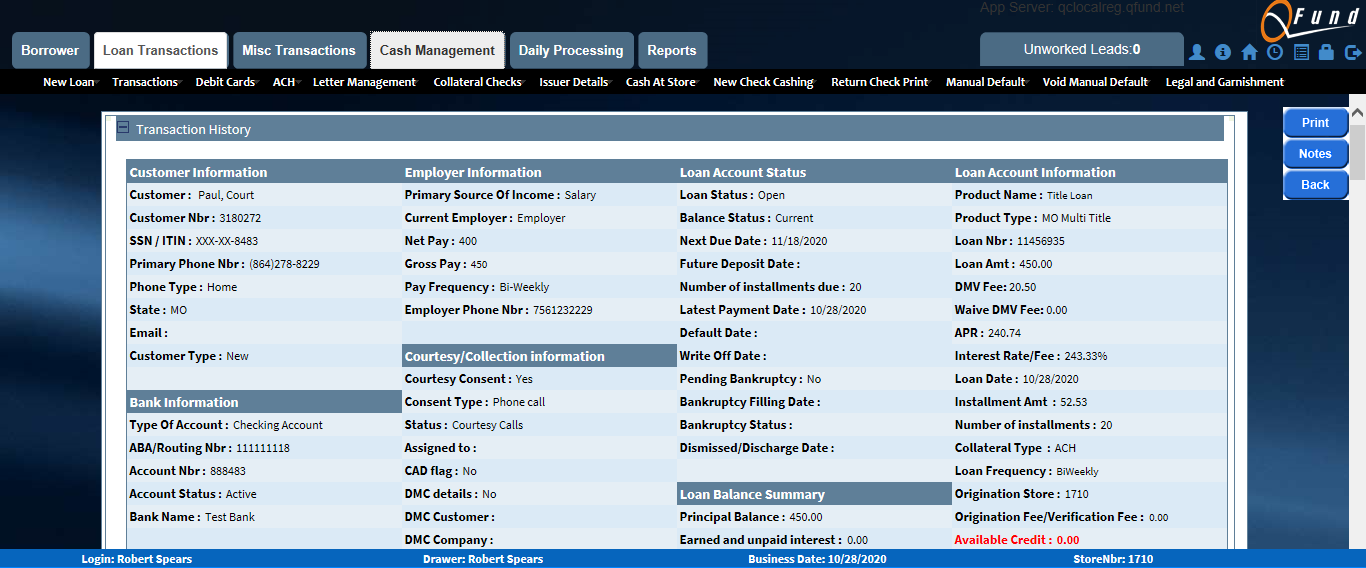 App Server: qclocalreg.qfund.net
QFund
Borrower
Loan Transactions
Misc Transactions
Cash Management
Daily Processing
Reports
Unworked Leads:0
New Loan
Transactions
Debit Cards
ACH
Letter Management
Collateral Checks
Issuer Details
Cash At Store
New Check Cashing
Return Check Print
Manual Default
Void Manual Default
Legal and Garnishment
Transaction History
Print
Notes
Back
Customer Information
Customer : Paul, Court
Customer Nbr : 3180272
SSN / ITIN : XXX-XX-8483
Primary Phone Nbr : (864)278-8229
Phone Type : Home
State : MO
Email :
Customer Type : New
Bank Information
Type Of Account : Checking Account
ABA/Routing Nbr : 111111118
Account Nbr : 888483
Account Status : Active
Bank Name : Test Bank
Employer Information
Primary Source Of Income : Salary
Current Employer : Employer
Net Pay : 400
Gross Pay : 450
Pay Frequency : Bi-Weekly
Employer Phone Nbr : 7561232229
Courtesy/Collection information
Courtesy Consent : Yes
Consent Type : Phone call
Status : Courtesy Calls
Assigned to :
CAD flag : No
DMC details : No
DMC Customer :
DMC Company :
Loan Account Status
Loan Status : Open
Balance Status : Current
Next Due Date : 11/18/2020
Future Deposit Date :
Number of installments due : 20
Latest Payment Date : 10/28/2020
Default Date :
Write Off Date :
Pending Bankruptcy : No
Bankruptcy Filling Date :
Bankruptcy Status :
Dismissed/Discharge Date :
Loan Balance Summary
Principal Balance : 450.00
Earned and unpaid interest : 0.00
Loan Account Information
Product Name : Title Loan
Product Type : MO Multi Title
Loan Nbr : 11456935
Loan Amt : 450.00
DMV Fee: 20.50
Waive DMV Fee: 0.00
APR : 240.74
Interest Rate/Fee : 243.33%
Loan Date : 10/28/2020
Installment Amt : 52.53
Number of installments : 20
Collateral Type : ACH
Loan Frequency : BiWeekly
Origination Store : 1710
Origination Fee/Verification Fee : 0.00
Available Credit : 0.00
Login: Robert Spears
Drawer: Robert Spears
Business Date: 10/28/2020
StoreNbr: 1710